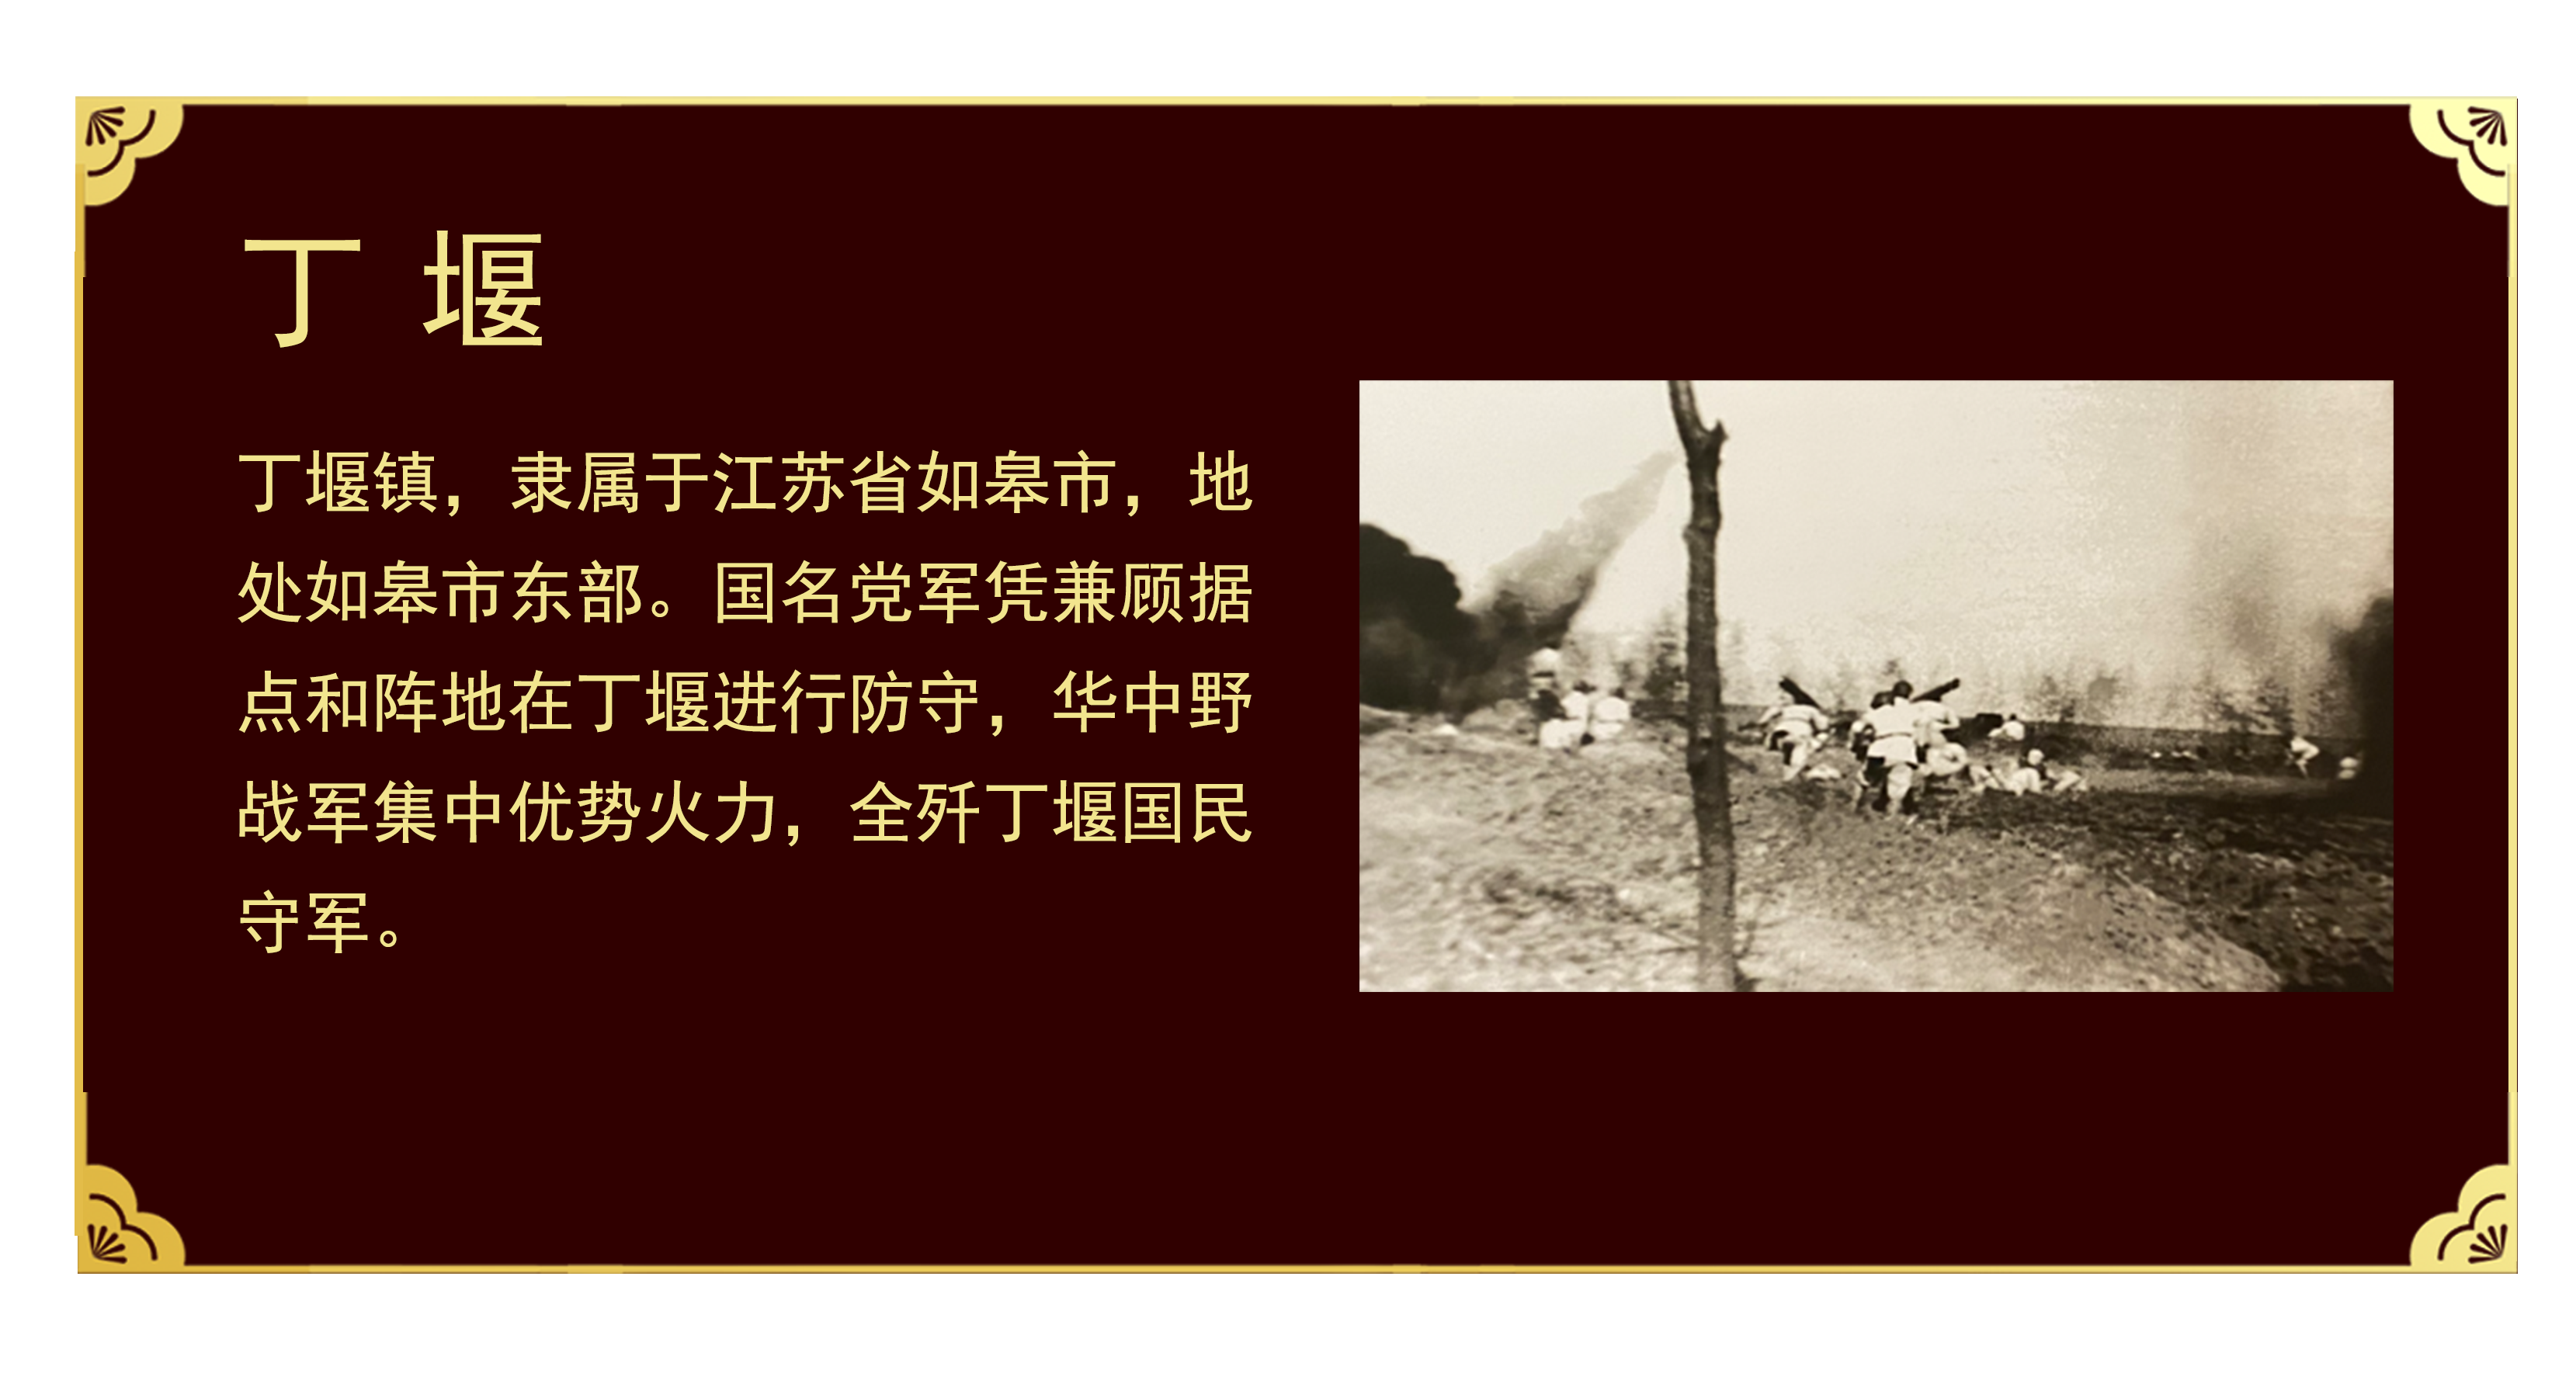 丁堰
丁堰镇，隶属于江苏省如皋市，地
处如皋市东部。国名党军凭兼顾据
点和阵地在丁堰进行防守，华中野
战军集中优势火力，全歼丁堰国民
守军。